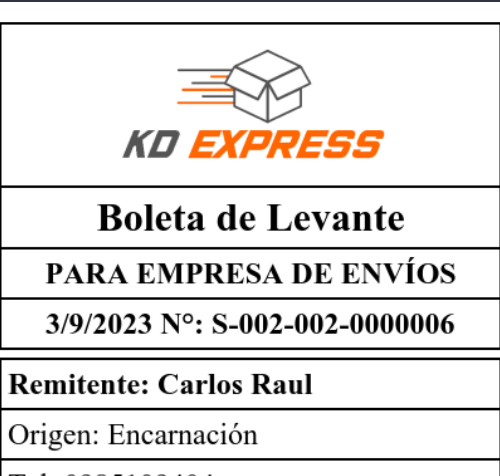 KD EXPRESS
Boleta de Levante
PARA EMPRESA DE ENVÍOS
3/9/2023 N°: S-002-002-0000006
Remitente: Carlos Raul
Origen: Encarnación